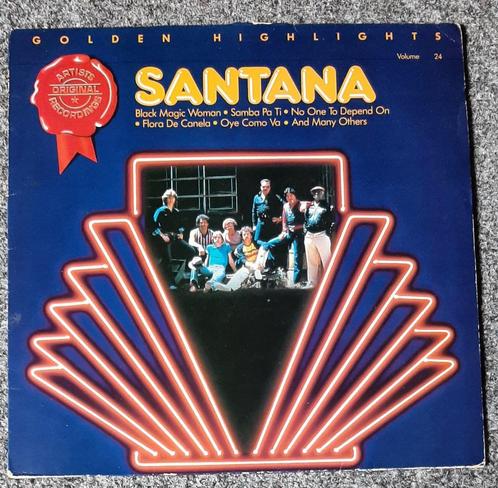 GOLDEN HIGHLIGHTS
Volume 24
ARTISTS
ORIGINAL
RECORDINGS
SANTANA
Black Magic Woman • Samba Pa Ti • No One To Depend On
• Flora De Canela • Oye Como Va • And Many Others